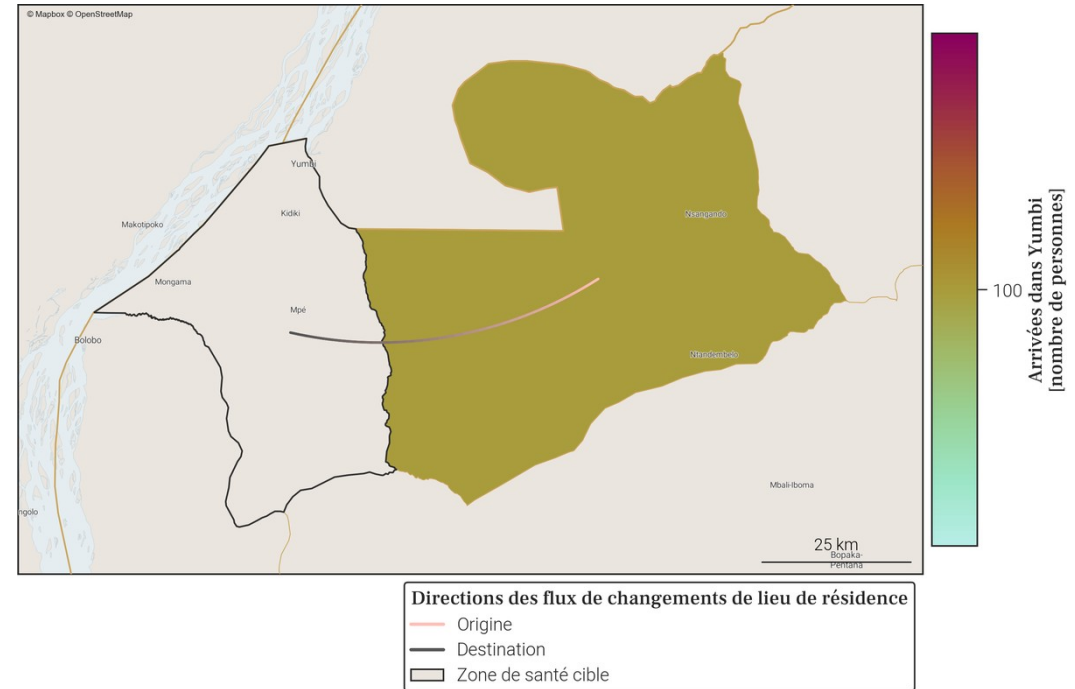 © Mapbox © OpenStreetMap
Yumbi
Kidiki
Makotipoko
Nsangando
Mongama
100
Arrivées dans Yumbi
[nombre de personnes]
Mpé
Bolobo
Ntandembelo
Mbali-Iboma
ngolo
25 km
Bopaka-
Pentana
Directions des flux de changements de lieu de résidence
Origine
Destination
Zone de santé cible